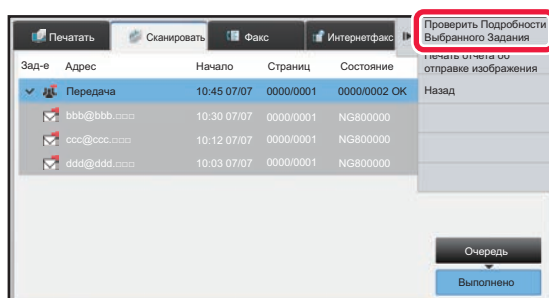 Печатать Сканировать Факс Интернетфакс
Проверить Подробности
Выбранного Задания
Печать отчета об
отправке изображения
Назад
Зад-е Адрес Начало Страниц Состояние
Передача 10:45 07/07 0000/0001 0000/0002 OK
bbb@bbb.□□□ 10:30 07/07 0000/0001 NG800000
ccc@ccc.□□□ 10:12 07/07 0000/0001 NG800000
ddd@ddd.□□□ 10:03 07/07 0000/0001 NG800000
Очередь
Выполнено